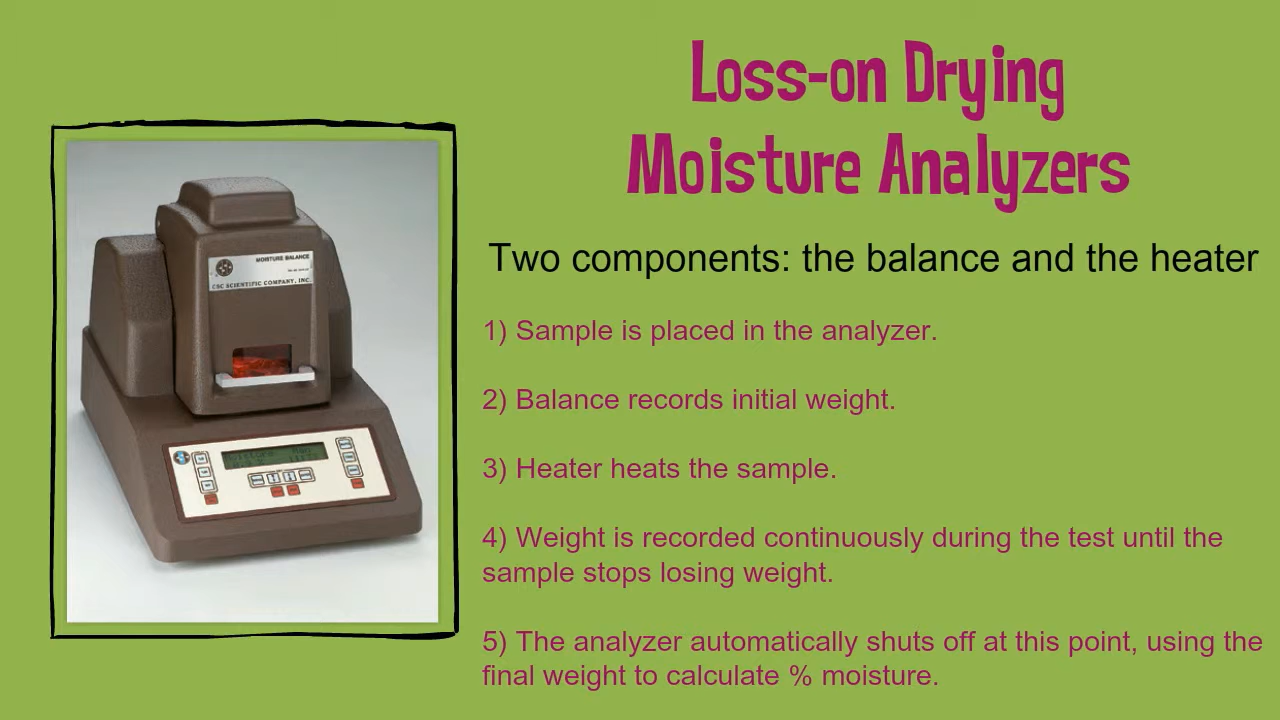 Loss-on Drying
Moisture Analyzers
Two components: the balance and the heater
1) Sample is placed in the analyzer.
2) Balance records initial weight.
3) Heater heats the sample.
4) Weight is recorded continuously during the test until the
sample stops losing weight.
5) The analyzer automatically shuts off at this point, using the
final weight to calculate % moisture.
MOISTURE BALANCE
CSC SCIENTIFIC COMPANY, INC.